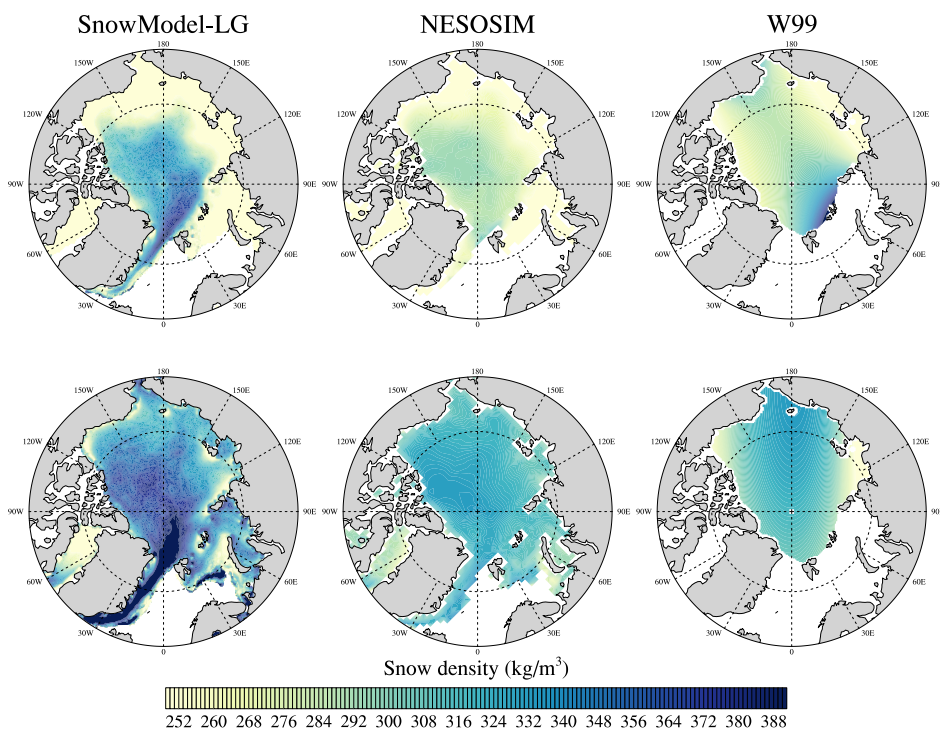 SnowModel-LG NESOSIM W99
180 180 180
150W 150E 150W 150E 150W 150E
120W 120E 120W 120E 120W 120E
90W 90E 90W 90E 90W 90
60W 60E 60W 60E 60W 60E
30W 30E 30W 30E 30W 30E
0 0 0
180 180 180
150W 150E 150W 150E 150W 150E
120W 120E 120W 120E 120W 120E
90W 90E 90W 90E 90W 90
60W 60E 60W 60E 60W 60E
30W 30E 30W 30E 30W 30E
0 0 0
Snow density (kg/m³)
252 260 268 276 284 292 300 308 316 324 332 340 348 356 364 372 380 388